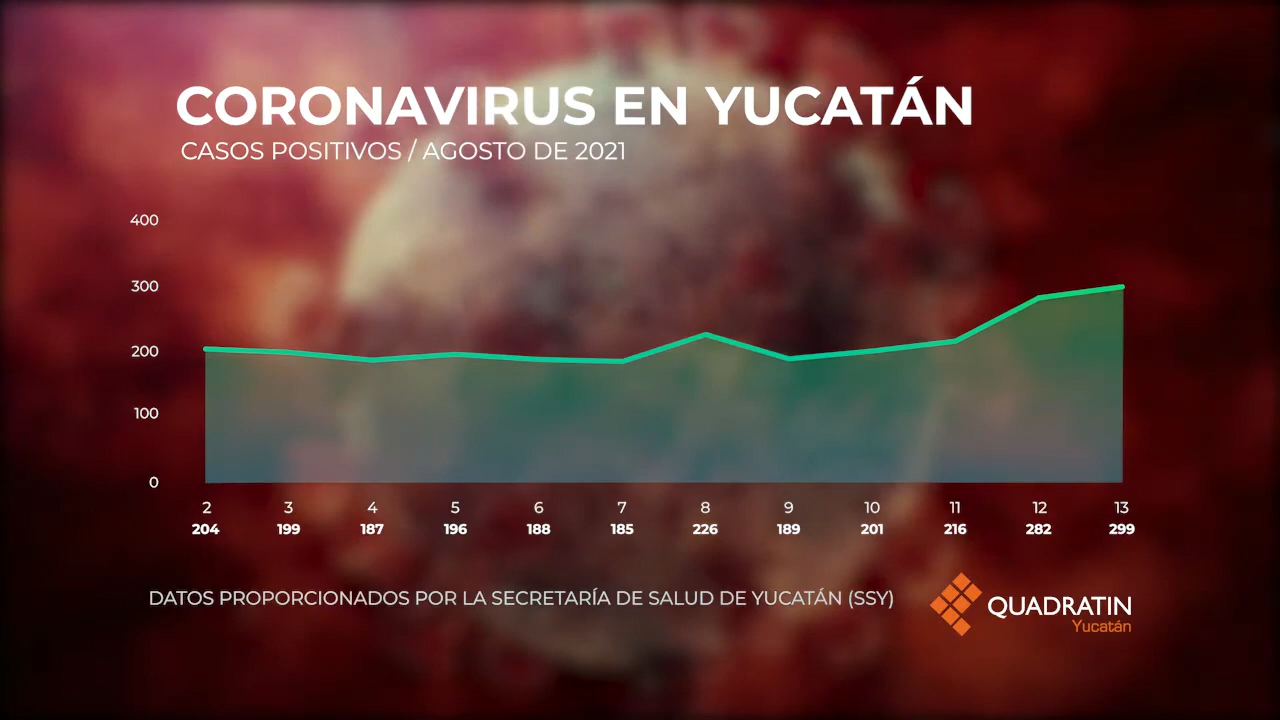 CORONAVIRUS EN YUCATÁN
CASOS POSITIVOS / AGOSTO DE 2021
400
300
200
100
0
2 3 4 5 6 7 8 9 10 11 12 13
204 199 187 196 188 185 226 189 201 216 282 299
DATOS PROPORCIONADOS POR LA SECRETARÍA DE SALUD DE YUCATÁN (SSY)
QUADRATIN
Yucatán